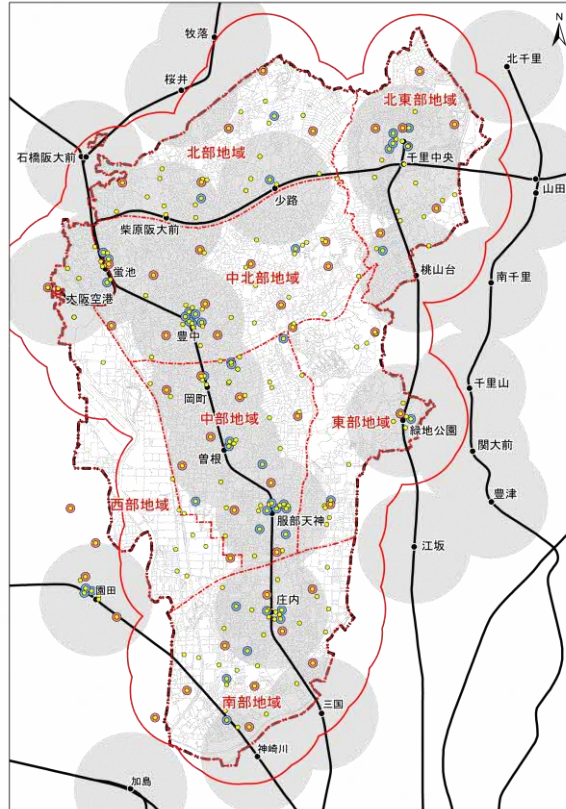 N
牧落
北千里
桜井
北東部地域
石橋阪大前
北部地域
千里中央
山田
少路
柴原阪大前
中北部地域
桃山台
南千里
蛍池
大阪空港
豊中
岡町
千里山
中部地域
東部地域
緑地公園
関大前
曽根
豊津
西部地域
服部天神
江坂
園田
庄内
南部地域
三国
神崎川
加島